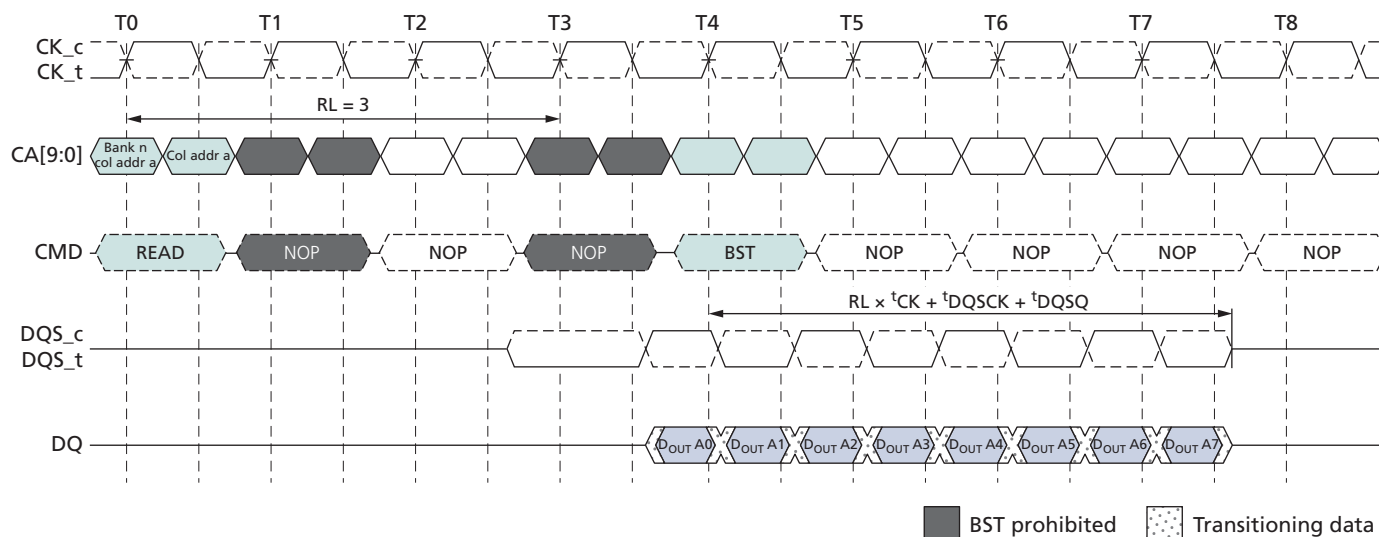 T0 T1 T2 T3 T4 T5 T6 T7 T8
CK_c
CK_t
RL = 3
CA[9:0]
Bank n
col addr a
Col addr a
CMD
READ NOP NOP NOP BST NOP NOP NOP NOP
RL × tCK + tDQSCK + tDQSQ
DQS_c
DQS_t
DQ
DOUT A0 DOUT A1 DOUT A2 DOUT A3 DOUT A4 DOUT A5 DOUT A6 DOUT A7
BST prohibited Transitioning data